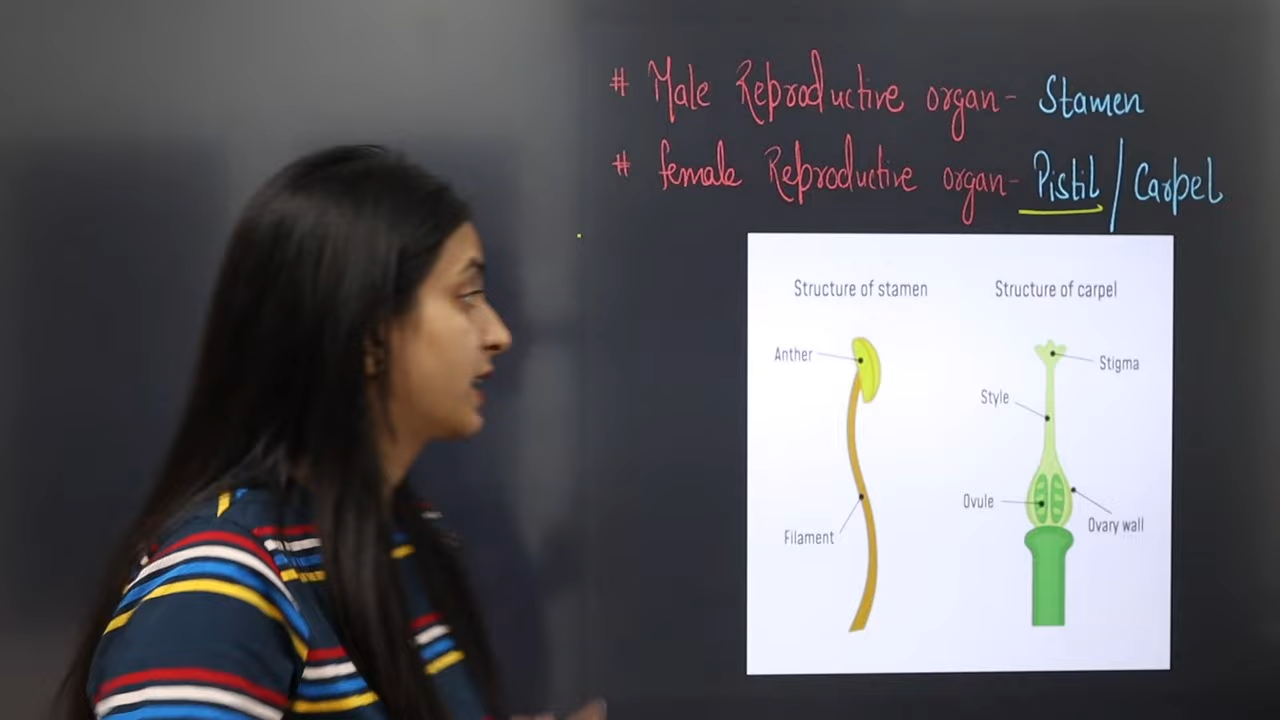 # Male Reproductive organ- Stamen
# female Reproductive organ- Pistil / Carpel
Structure of stamen
Structure of carpel
Anther
Filament
Stigma
Style
Ovule
Ovary wall